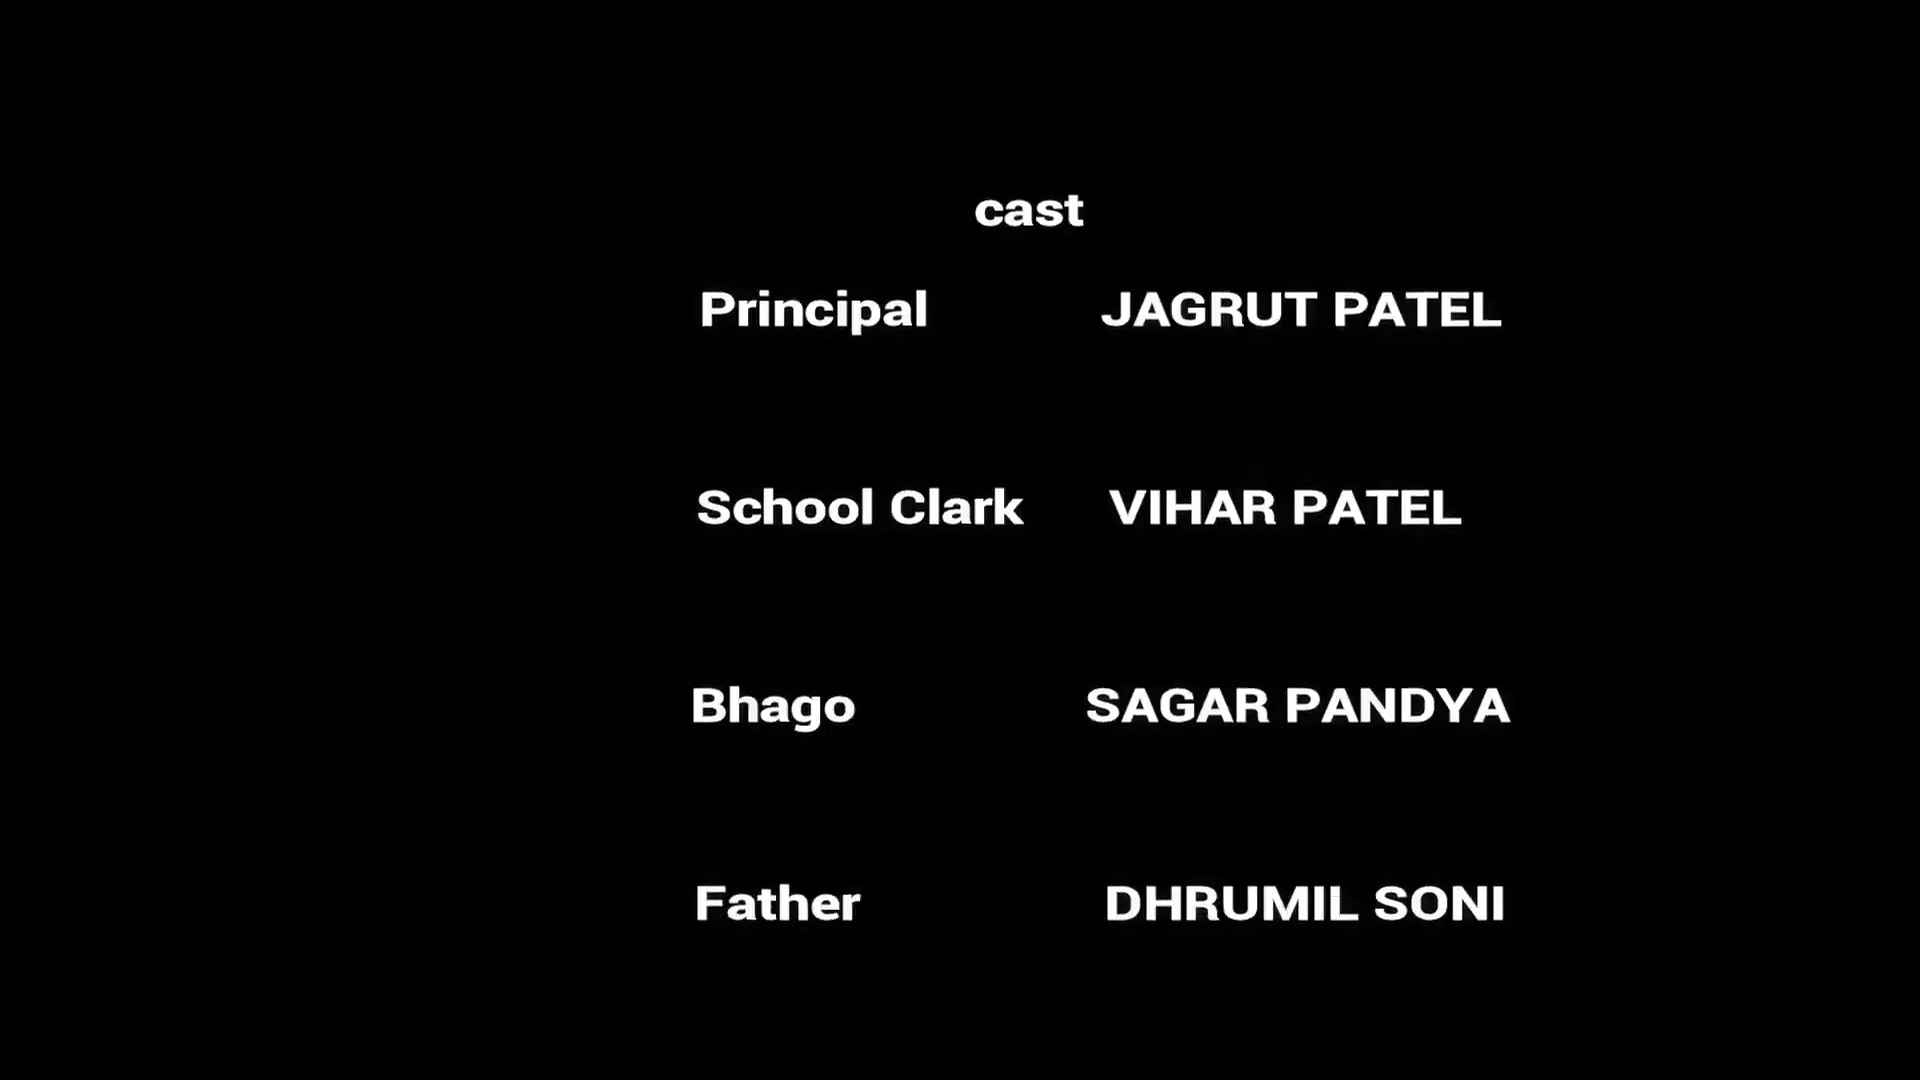 cast
Principal JAGRUT PATEL
School Clark VIHAR PATEL
Bhago SAGAR PANDYA
Father DHRUMIL SONI